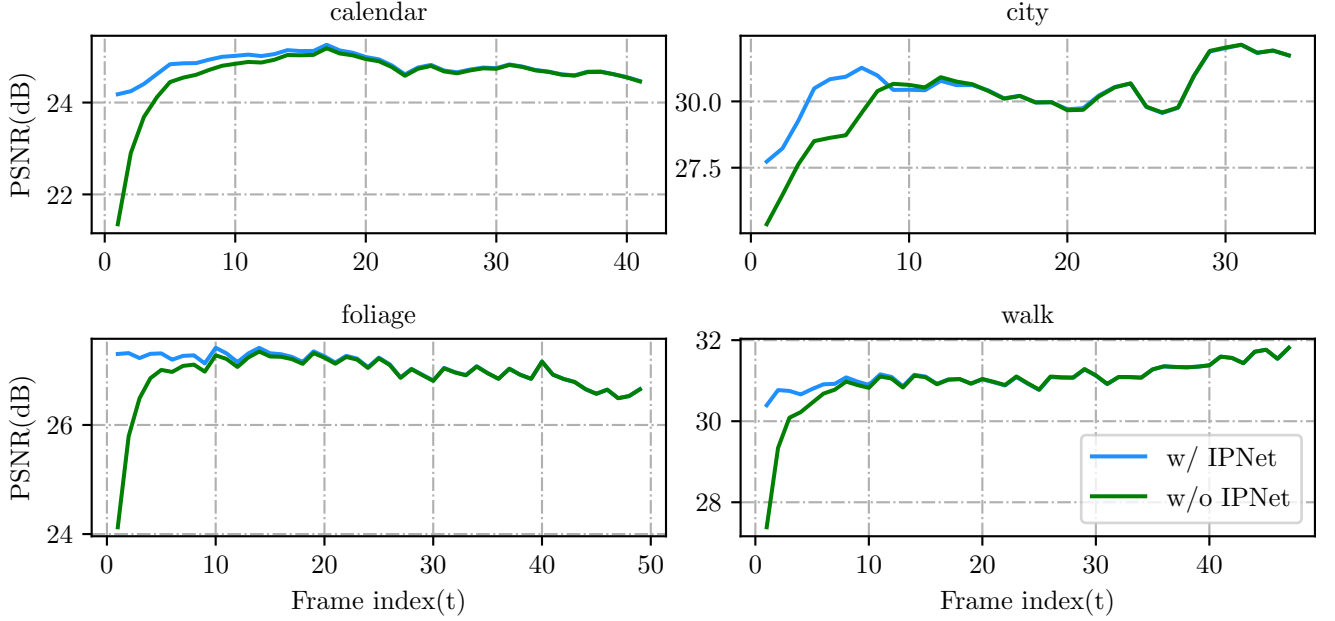 calendar
PSNR(dB)
24
22
0 10 20 30 40
city
30.0
27.5
0 10 20 30
foliage
PSNR(dB)
26
24
0 10 20 30 40 50
Frame index(t)
walk
32
30
28
0 10 20 30 40
w/ IPNet
w/o IPNet
Frame index(t)